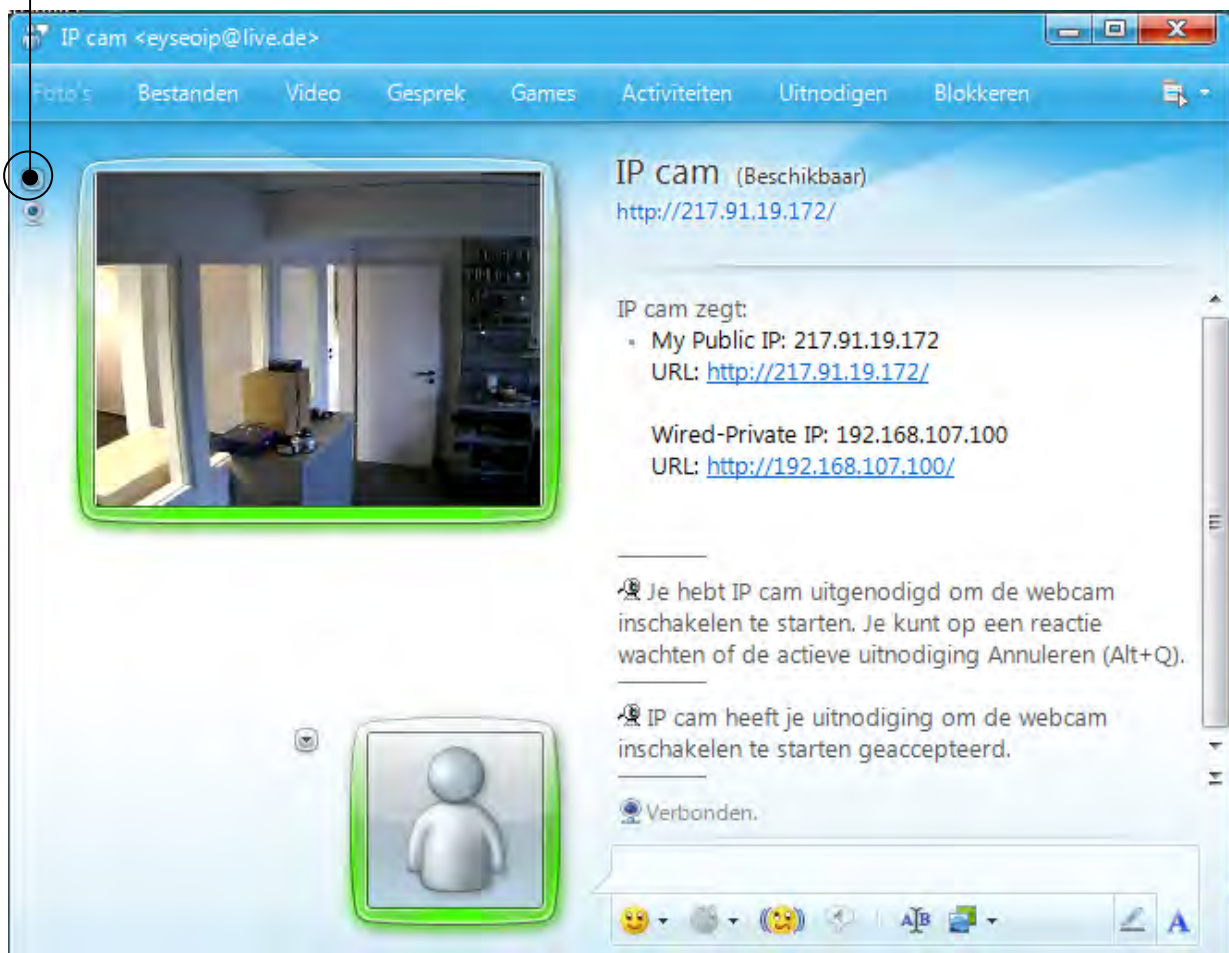 IP cam <eyseoip@live.de>
Foto's Bestanden Video Gesprek Games Activiteiten Uitnodigen Blokkeren
IP cam (Beschikbaar)
http://217.91.19.172/
IP cam zegt:
My Public IP: 217.91.19.172
URL: http://217.91.19.172/
Wired-Private IP: 192.168.107.100
URL: http://192.168.107.100/
Je hebt IP cam uitgenodigd om de webcam
inschakelen te starten. Je kunt op een reactie
wachten of de actieve uitnodiging Annuleren (Alt+Q).
IP cam heeft je uitnodiging om de webcam
inschakelen te starten geaccepteerd.
Verbonden.